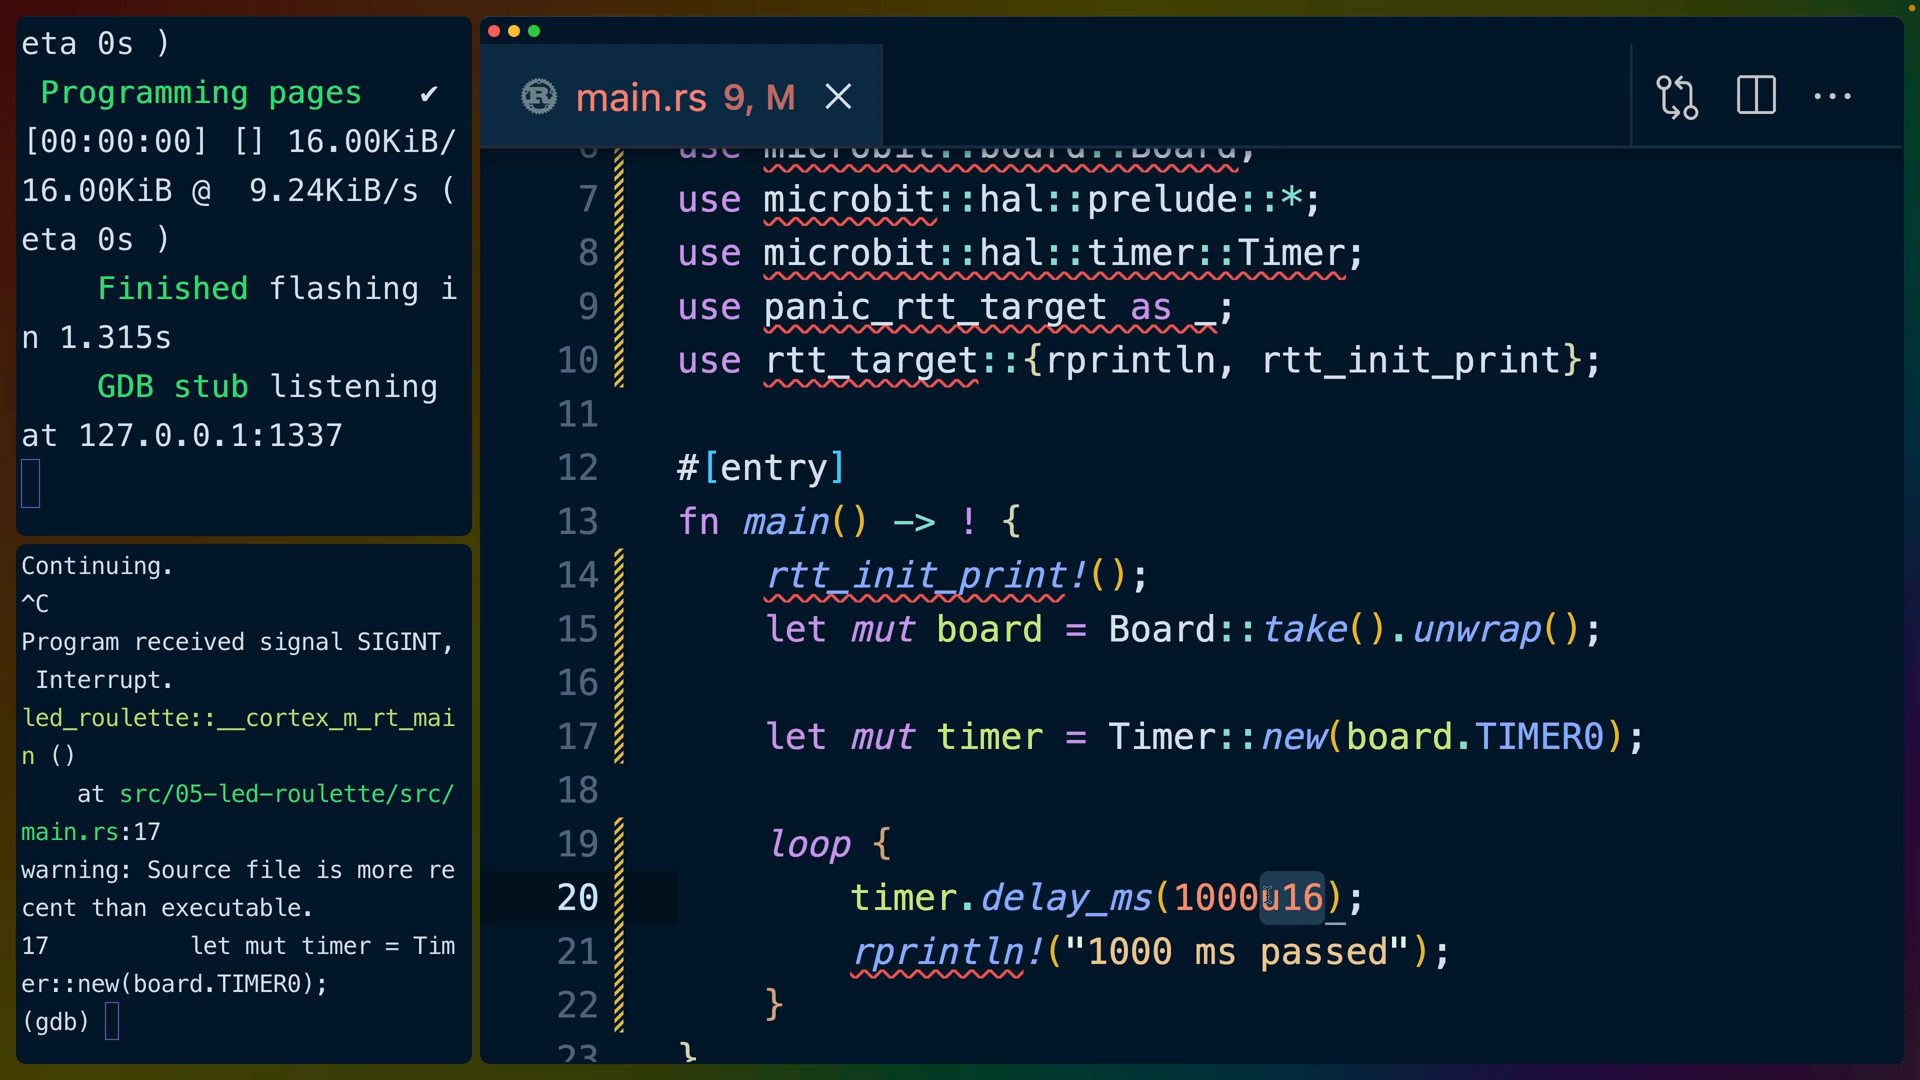 eta 0s )
Programming pages ✔
[00:00:00] [] 16.00KiB/
16.00KiB @ 9.24KiB/s (
eta 0s )
Finished flashing i
n 1.315s
GDB stub listening
at 127.0.0.1:1337
Continuing.
^C
Program received signal SIGINT,
Interrupt.
led_roulette::__cortex_m_rt_mai
n ()
at src/05-led-roulette/src/
main.rs:17
warning: Source file is more re
cent than executable.
17 let mut timer = Tim
er::new(board.TIMER0);
(gdb)
main.rs 9, M
6 use microbit::board::Board;
7 use microbit::hal::prelude::*;
8 use microbit::hal::timer::Timer;
9 use panic_rtt_target as _;
10 use rtt_target::{rprintln, rtt_init_print};
11
12 #[entry]
13 fn main() -> ! {
14 rtt_init_print!();
15 let mut board = Board::take().unwrap();
16
17 let mut timer = Timer::new(board.TIMER0);
18
19 loop {
20 timer.delay_ms(1000u16);
21 rprintln!("1000 ms passed");
22 }
23 }